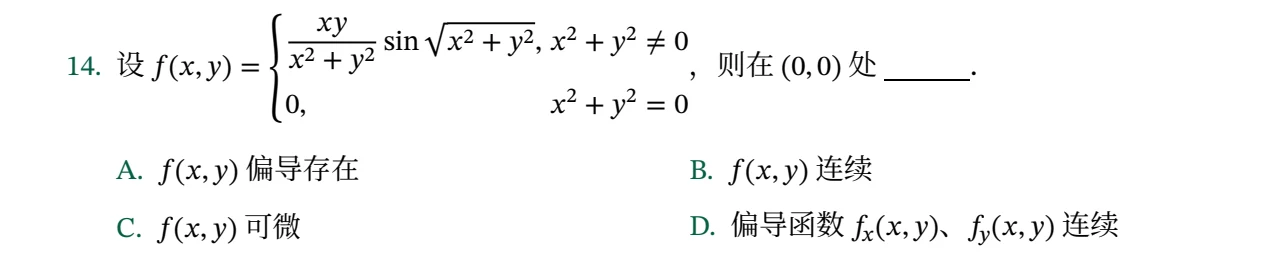 14. 设 f(x, y) = { xy/(x² + y²) sin √(x² + y²), x² + y² ≠ 0
0, x² + y² = 0 , 则在 (0, 0) 处 ______.
A. f(x, y) 偏导存在 B. f(x, y) 连续
C. f(x, y) 可微 D. 偏导函数 fₓ(x, y)、f_y(x, y) 连续